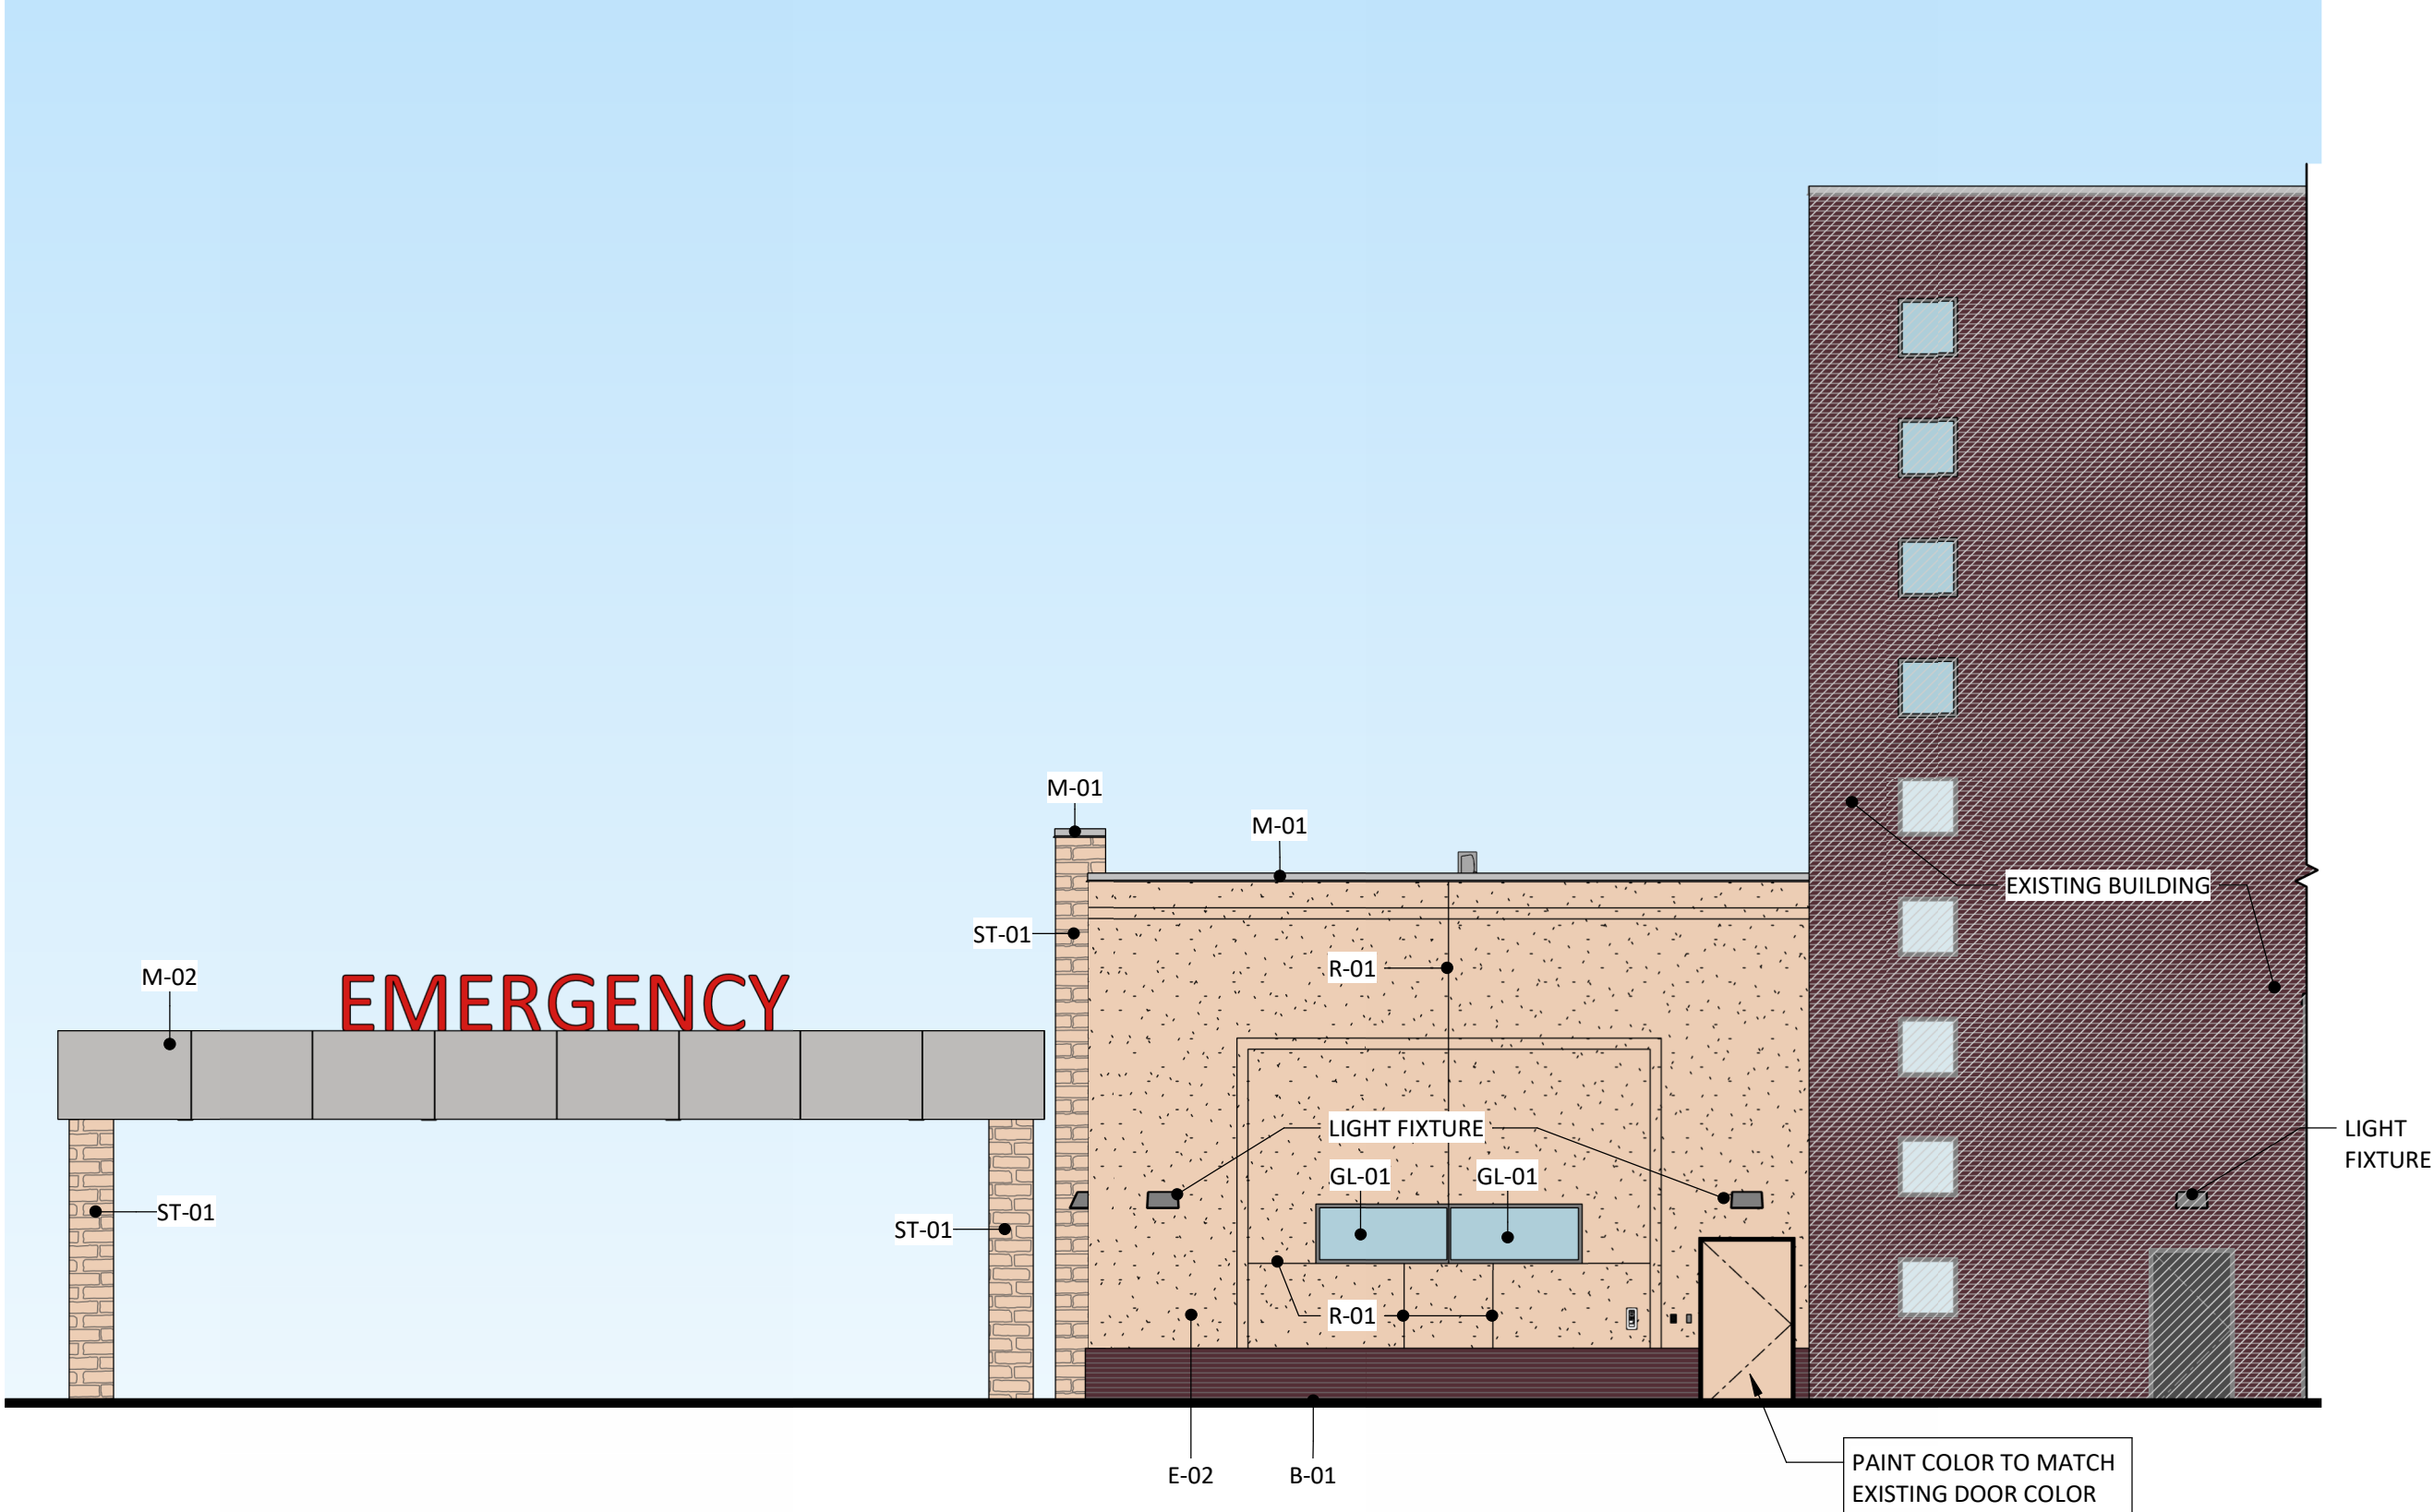 M-01
M-01
EXISTING BUILDING
ST-01
R-01
M-02
EMERGENCY
LIGHT FIXTURE
LIGHT
FIXTURE
GL-01
GL-01
ST-01
ST-01
R-01
E-02
B-01
PAINT COLOR TO MATCH
EXISTING DOOR COLOR